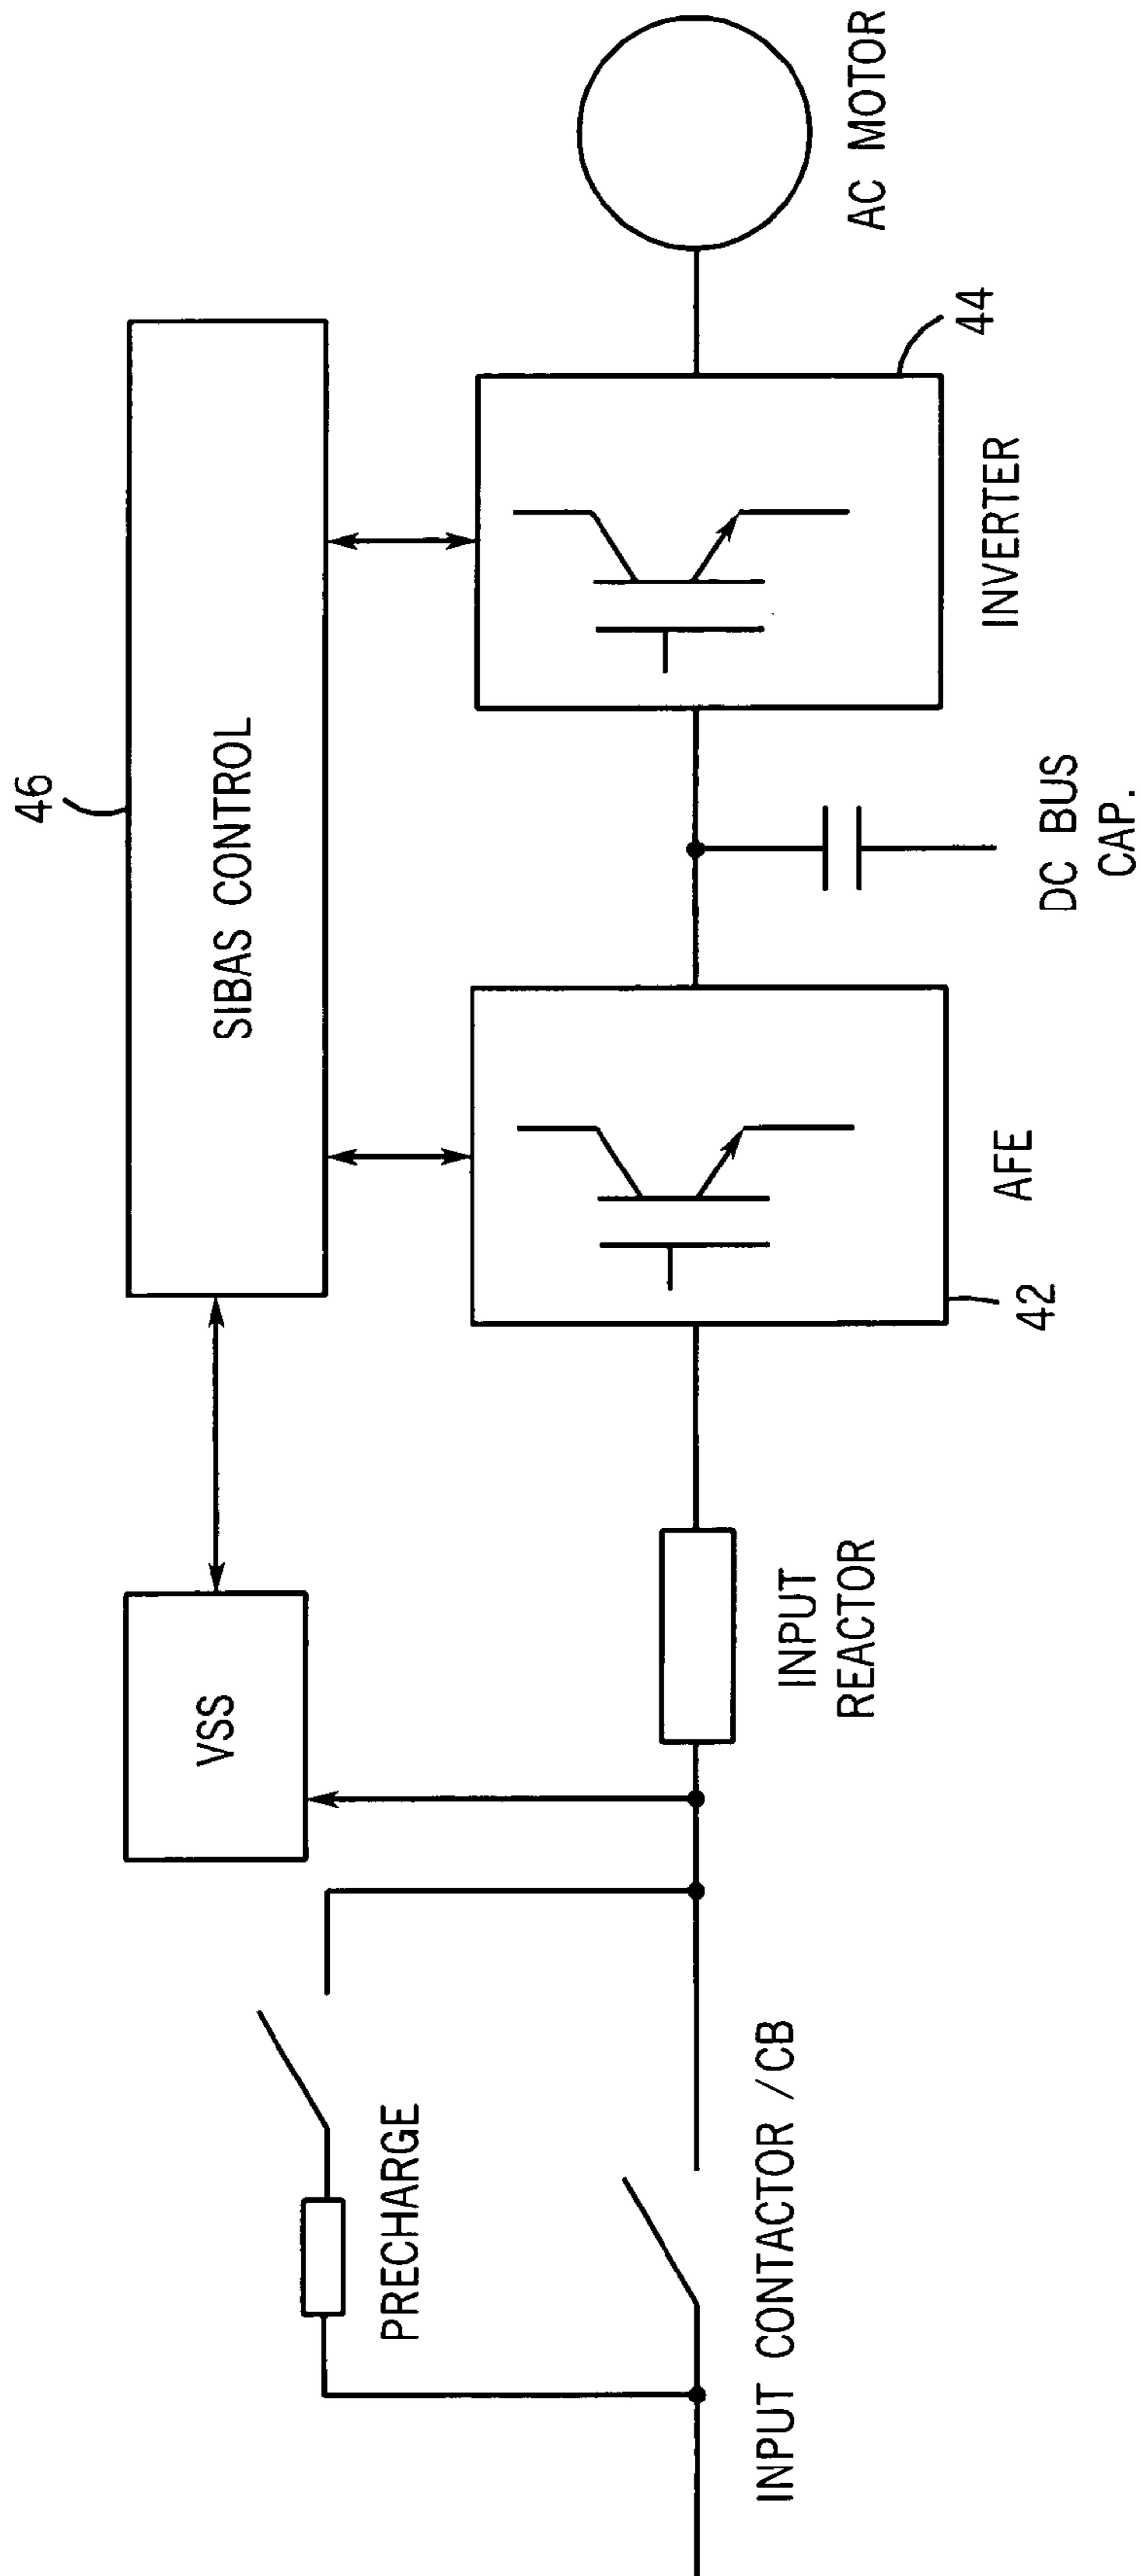 46
SIBAS CONTROL
VSS
PRECHARGE
INPUT CONTACTOR /CB
INPUT
REACTOR
42
AFE
DC BUS
CAP.
INVERTER
44
AC MOTOR